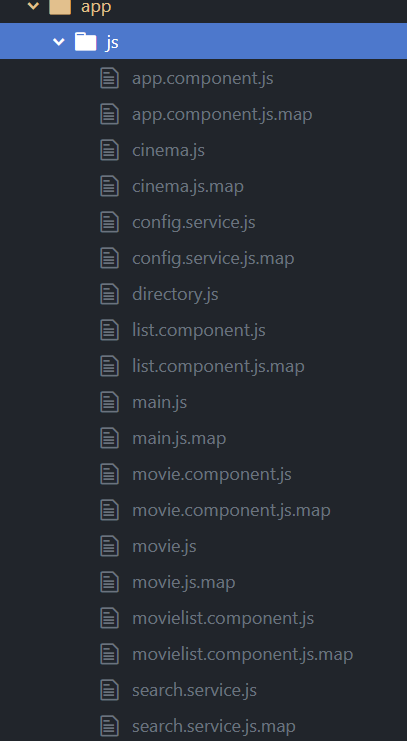 app
js
app.component.js
app.component.js.map
cinema.js
cinema.js.map
config.service.js
config.service.js.map
directory.js
list.component.js
list.component.js.map
main.js
main.js.map
movie.component.js
movie.component.js.map
movie.js
movie.js.map
movielist.component.js
movielist.component.js.map
search.service.js
search.service.js.map